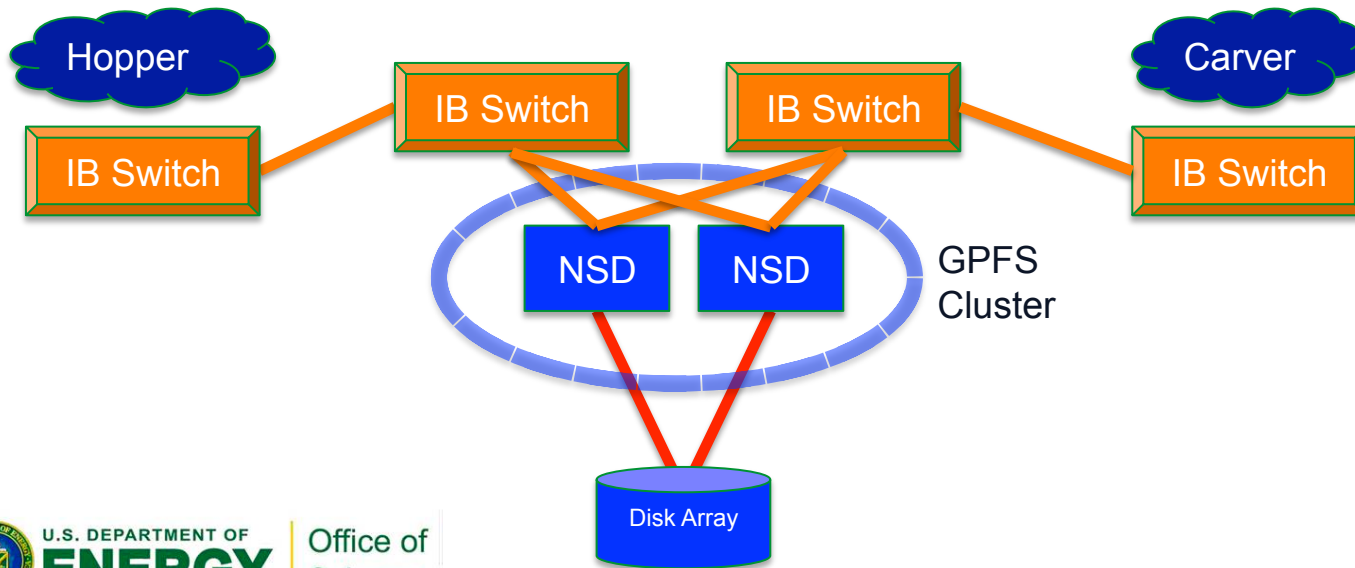 Hopper
Carver
IB Switch
IB Switch
IB Switch
IB Switch
NSD
NSD
GPFS
Cluster
Disk Array
U.S. DEPARTMENT OF
ENERGY
Office of